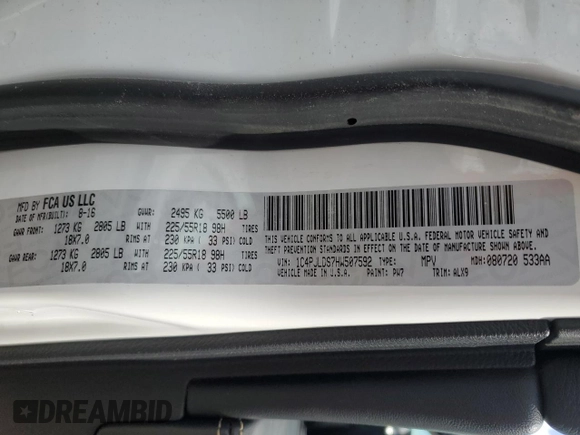 MFD BY FCA US LLC
DATE OF MFR(BUILT): 8-16 GVWR: 2495 KG 5500 LB
GAWR FRONT: 1273 KG 2805 LB WITH 225/55R18 98H TIRES
18X7.0 RIMS AT 230 KPA ( 33 PSI) COLD
GAWR REAR: 1273 KG 2805 LB WITH 225/55R18 98H TIRES
18X7.0 RIMS AT 230 KPA ( 33 PSI) COLD
THIS VEHICLE CONFORMS TO ALL APPLICABLE U.S.A. FEDERAL MOTOR VEHICLE SAFETY,
AND THEFT PREVENTION STANDARDS IN EFFECT ON THE DATE OF MANUFACTURE SHOWN ABOVE.
VIN: 1C4PJLDS7HW507592 TYPE: MPV MDH: 080720 533AA
MADE IN U.S.A. PAINT: PW7 TRIM: ALX9
DREAMBID